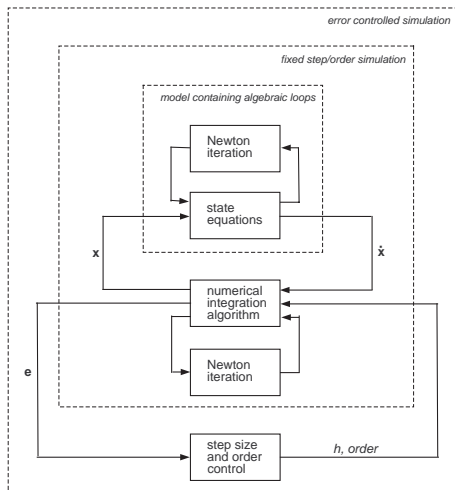 error controlled simulation
fixed step/order simulation
model containing algebraic loops
Newton
iteration
state
equations
x
ẋ
numerical
integration
algorithm
Newton
iteration
e
step size
and order
control
h, order